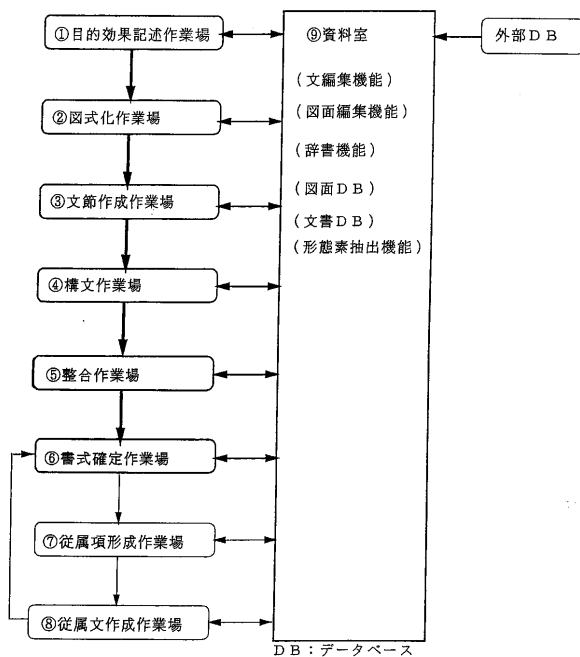 ①目的効果記述作業場
⑨資料室
外部DB
(文編集機能)
(図面編集機能)
②図式化作業場
(辞書機能)
(図面DB)
③文節作成作業場
(文書DB)
(形態素抽出機能)
④構文作業場
⑤整合作業場
⑥書式確定作業場
⑦従属項形成作業場
⑧従属文作成作業場
DB:データベース